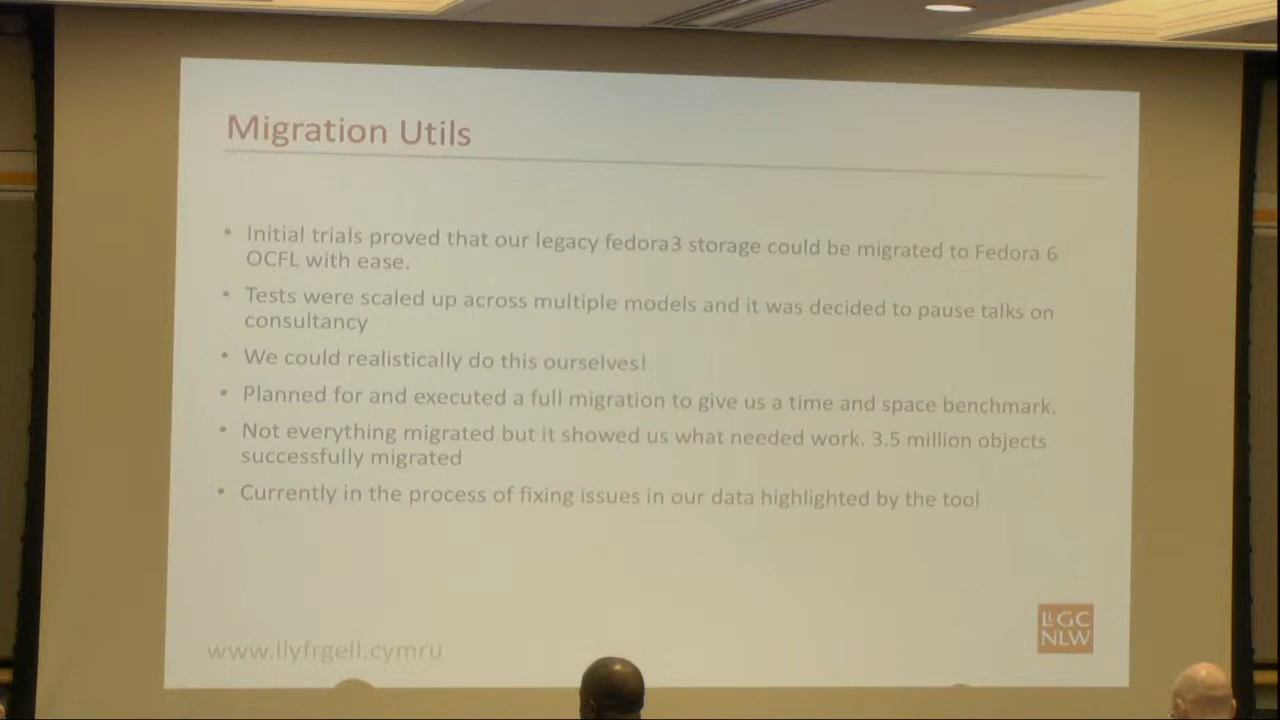 Migration Utils
• Initial trials proved that our legacy fedora3 storage could be migrated to Fedora 6
OCFL with ease.
• Tests were scaled up across multiple models and it was decided to pause talks on
consultancy
• We could realistically do this ourselves!
• Planned for and executed a full migration to give us a time and space benchmark.
• Not everything migrated but it showed us what needed work. 3.5 million objects
successfully migrated
• Currently in the process of fixing issues in our data highlighted by the tool
www.llyfrgell.cymru
LlGC
NLW